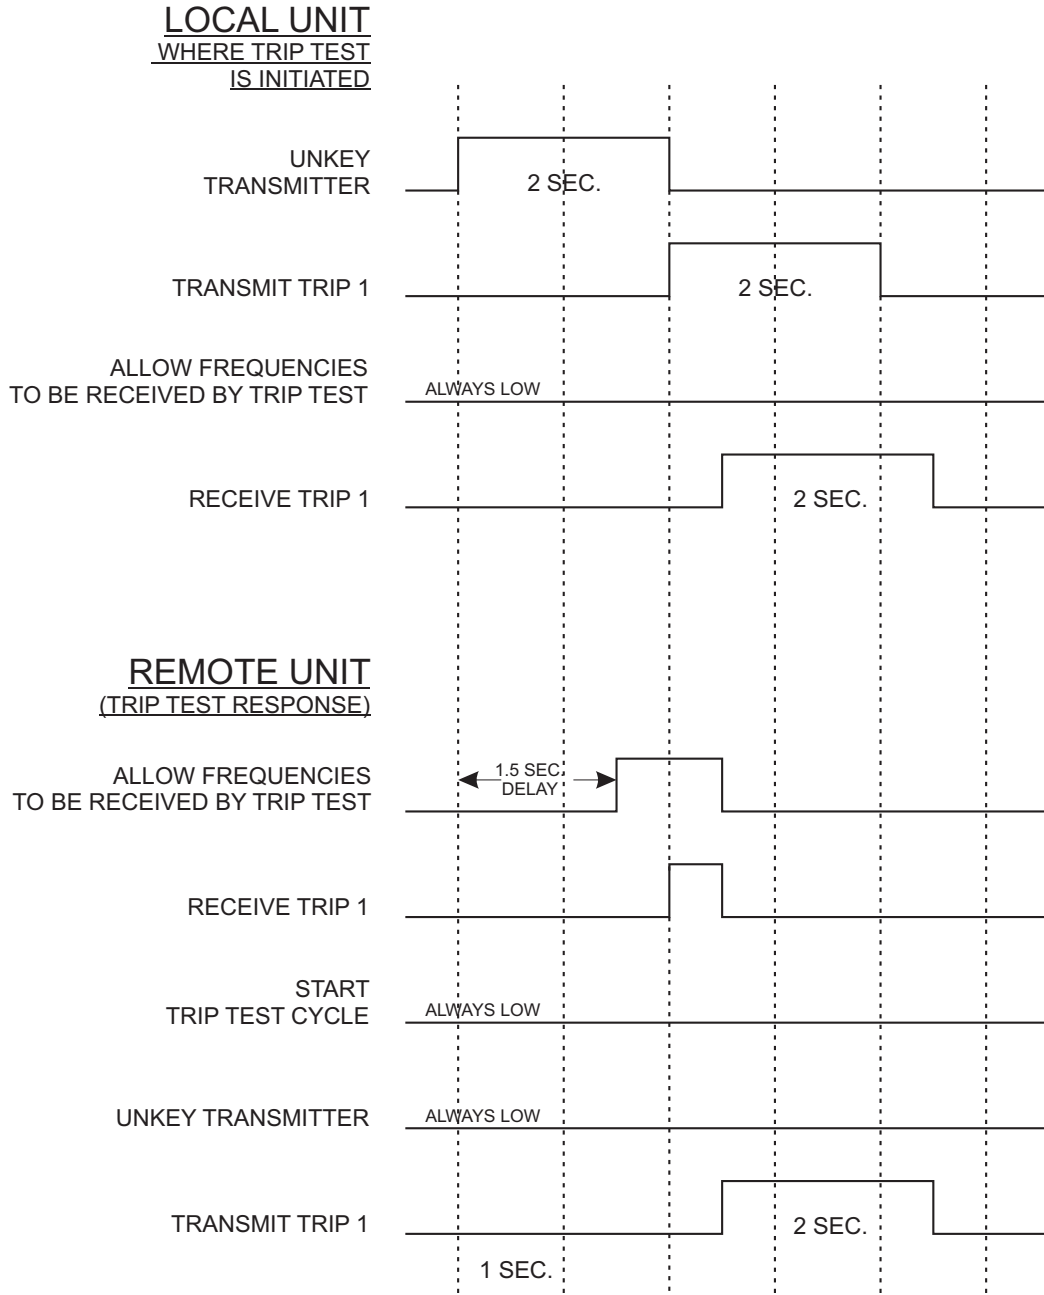 LOCAL UNIT
WHERE TRIP TEST
IS INITIATED
UNKEY
TRANSMITTER
2 SEC.
TRANSMIT TRIP 1
2 SEC.
ALLOW FREQUENCIES
TO BE RECEIVED BY TRIP TEST
ALWAYS LOW
RECEIVE TRIP 1
2 SEC.
REMOTE UNIT
(TRIP TEST RESPONSE)
ALLOW FREQUENCIES
TO BE RECEIVED BY TRIP TEST
1.5 SEC.
DELAY
RECEIVE TRIP 1
START
TRIP TEST CYCLE
ALWAYS LOW
UNKEY TRANSMITTER
ALWAYS LOW
TRANSMIT TRIP 1
2 SEC.
1 SEC.